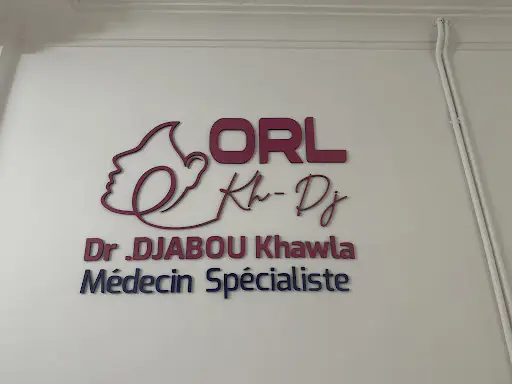 ORL
Kh-Dj
Dr .DJABOU Khawla
Médecin Spécialiste